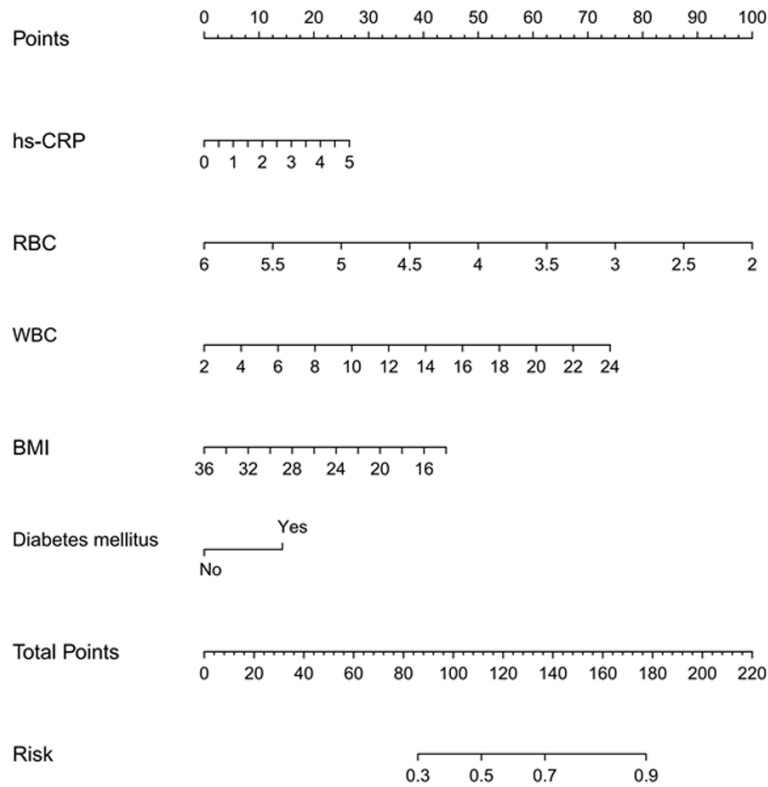 0 10 20 30 40 50 60 70 80 90 100
Points
hs-CRP
0 1 2 3 4 5
RBC
6 5.5 5 4.5 4 3.5 3 2.5 2
WBC
2 4 6 8 10 12 14 16 18 20 22 24
BMI
36 32 28 24 20 16
Yes
Diabetes mellitus
No
Total Points
0 20 40 60 80 100 120 140 160 180 200 220
Risk
0.3 0.5 0.7 0.9